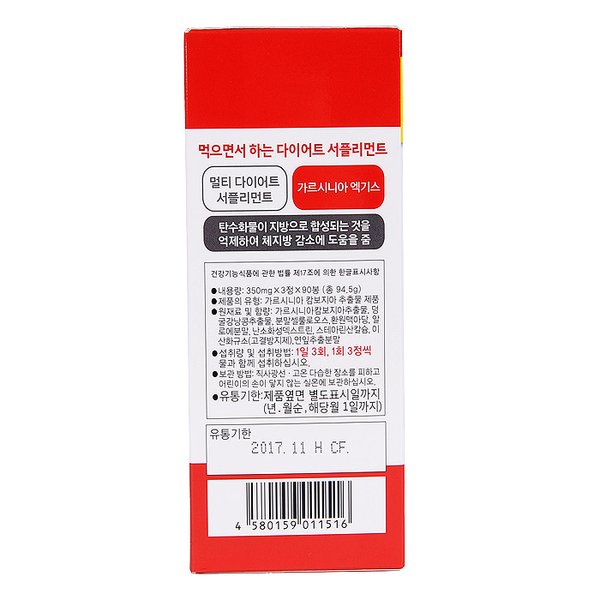 먹으면서 하는 다이어트 서플리먼트
멀티 다이어트
서플리먼트
가르시니아 엑기스
탄수화물이 지방으로 합성되는 것을
억제하여 체지방 감소에 도움을 줌
건강기능식품에 관한 법률 제17조에 의한 한글표시사항
●내용량: 350mg×3정×90봉 (총 94.5g)
●제품의 유형: 가르시니아 캄보지아 추출물 제품
●원재료 및 함량: 가르시니아캄보지아추출물, 덩
굴강낭콩추출물, 분말셀룰로오스, 환원맥아당, 알
로에분말, 난소화성덱스트린, 스테아린산칼슘, 이
산화규소(고결방지제), 연잎추출분말
●섭취량 및 섭취방법: 1일 3회, 1회 3정씩
물과 함께 섭취하십시오.
●보관 방법: 직사광선 · 고온 다습한 장소를 피하고
어린이의 손이 닿지 않는 실온에 보관하십시오.
●유통기한:제품옆면 별도표시일까지
(년.월순,해당월 1일까지)
유통기한
2017. 11 H CF.
4 580159 011516